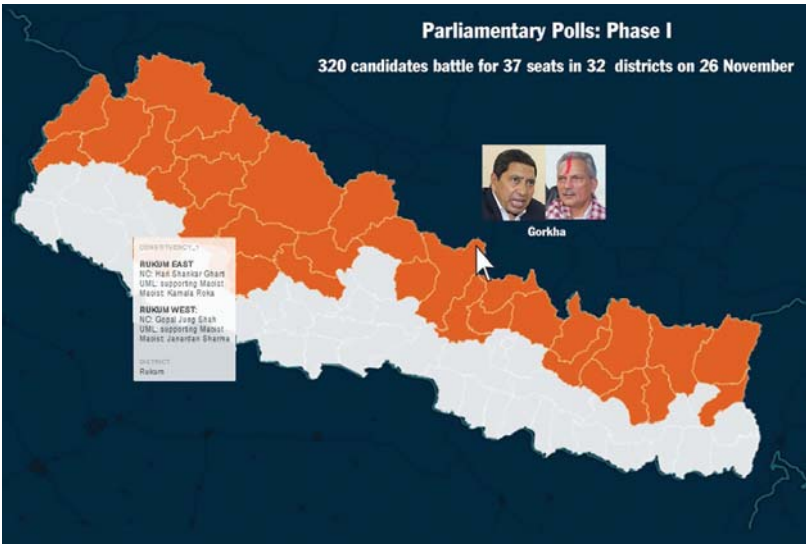 Parliamentary Polls: Phase I
320 candidates battle for 37 seats in 32 districts on 26 November
Gorkha
CONSTITUENCY
RUKUM EAST
NC: Hari Shankar Gharti
UML: supporting Maoist
Maoist: Kamala Roka
RUKUM WEST:
NC: Gopal Jung Shah
UML: supporting Maoist
Maoist: Janardan Sharma
DISTRICT
Rukum